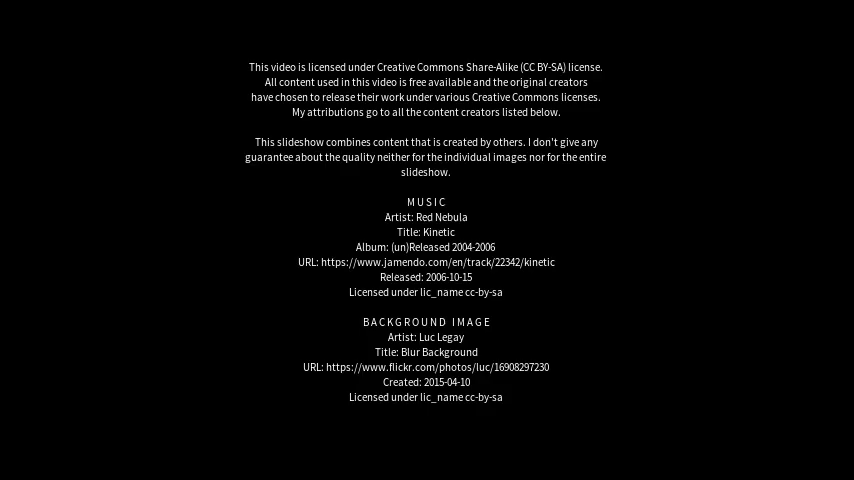 This video is licensed under Creative Commons Share-Alike (CC BY-SA) license.
All content used in this video is free available and the original creators
have chosen to release their work under various Creative Commons licenses.
My attributions go to all the content creators listed below.
This slideshow combines content that is created by others. I don't give any
guarantee about the quality neither for the individual images nor for the entire
slideshow.
MUSIC
Artist: Red Nebula
Title: Kinetic
Album: (un)Released 2004-2006
URL: https://www.jamendo.com/en/track/22342/kinetic
Released: 2006-10-15
Licensed under lic_name cc-by-sa
BACKGROUND IMAGE
Artist: Luc Legay
Title: Blur Background
URL: https://www.flickr.com/photos/luc/16908297230
Created: 2015-04-10
Licensed under lic_name cc-by-sa